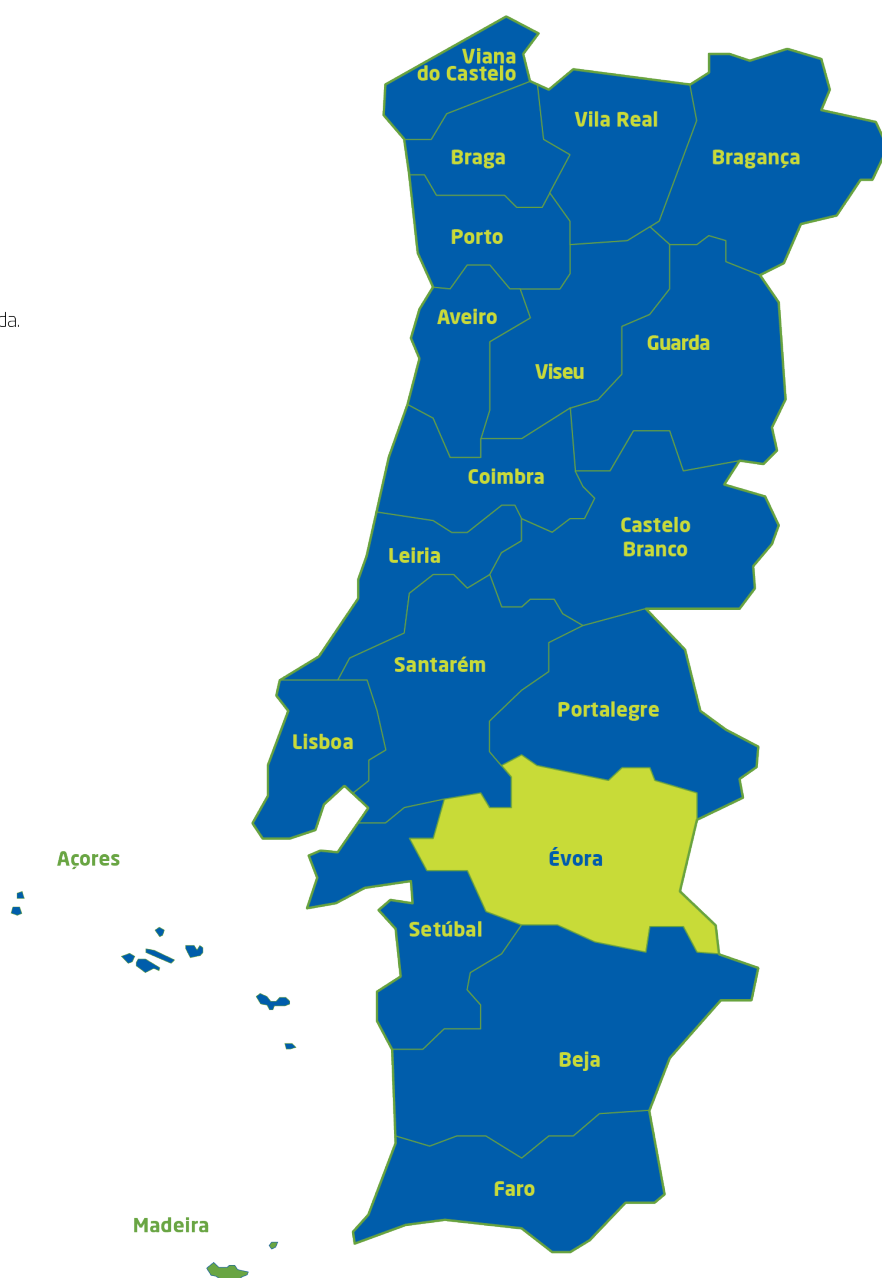 Viana
do Castelo
Vila Real
Bragança
Braga
Porto
Aveiro
da.
Guarda
Viseu
Coimbra
Castelo
Branco
Leiria
Santarém
Portalegre
Lisboa
Açores
Évora
Setúbal
Beja
Faro
Madeira